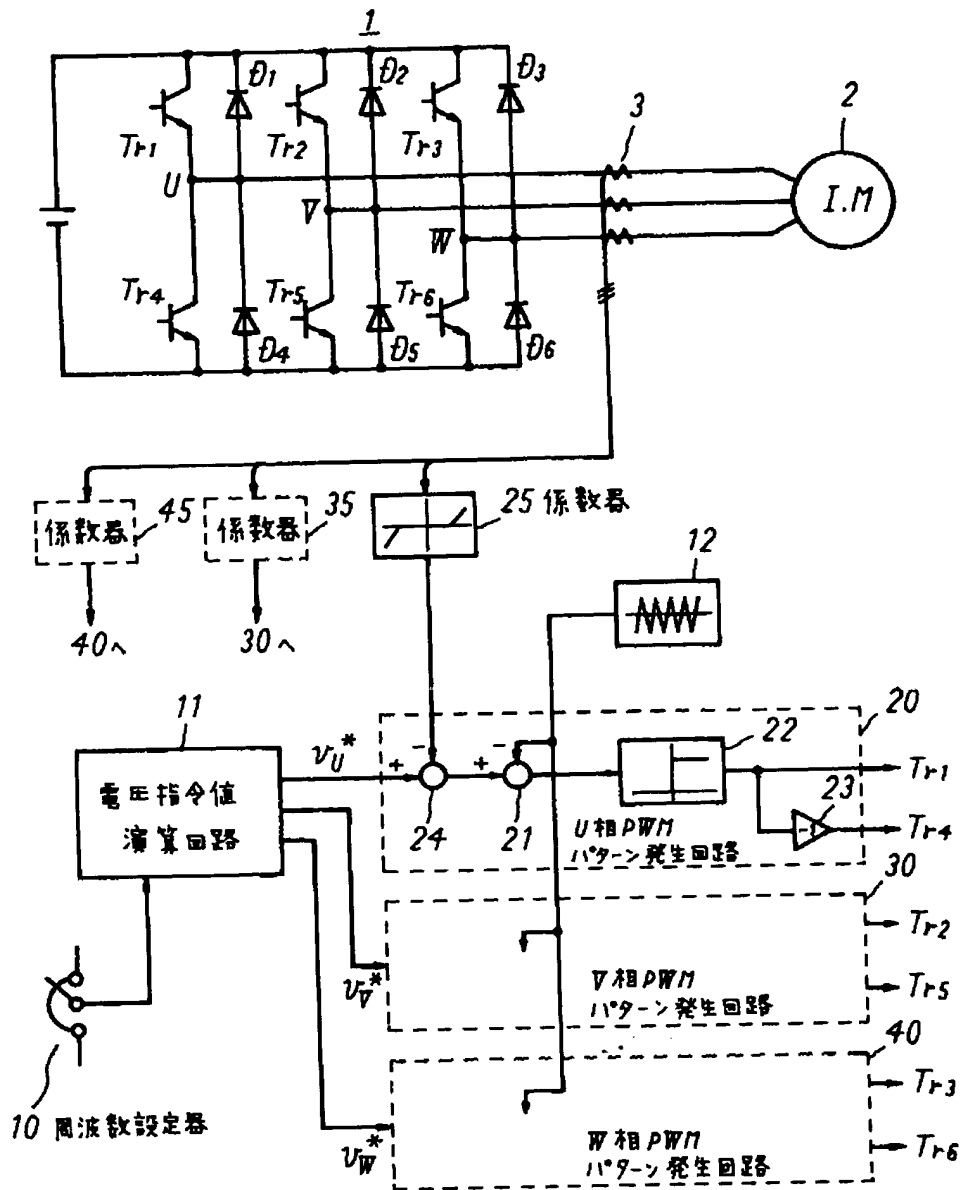 1
D1
D2
D3
Tr1
Tr2
Tr3
3
2
U
V
W
I.M
Tr4
Tr5
Tr6
D4
D5
D6
係数器
45
係数器
35
25 係数器
40へ
30へ
12
11
20
電圧指令値
演算回路
vU*
+
-
24
+
-
21
22
23
-1
Tr1
Tr4
U相PWM
パターン発生回路
30
vV*
V相PWM
パターン発生回路
Tr2
Tr5
40
vW*
W相PWM
パターン発生回路
Tr3
Tr6
10 周波数設定器